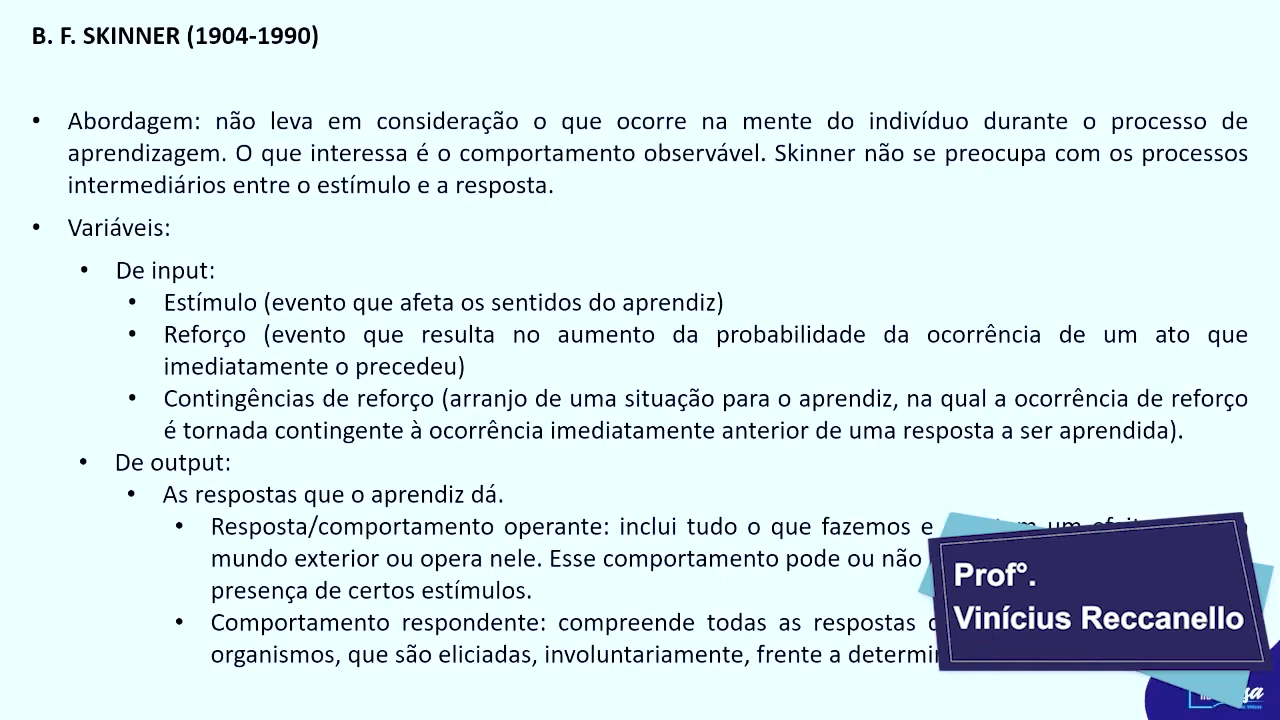 B. F. SKINNER (1904-1990)
• Abordagem: não leva em consideração o que ocorre na mente do indivíduo durante o processo de
aprendizagem. O que interessa é o comportamento observável. Skinner não se preocupa com os processos
intermediários entre o estímulo e a resposta.
• Variáveis:
• De input:
• Estímulo (evento que afeta os sentidos do aprendiz)
• Reforço (evento que resulta no aumento da probabilidade da ocorrência de um ato que
imediatamente o precedeu)
• Contingências de reforço (arranjo de uma situação para o aprendiz, na qual a ocorrência de reforço
é tornada contingente à ocorrência imediatamente anterior de uma resposta a ser aprendida).
• De output:
• As respostas que o aprendiz dá.
• Resposta/comportamento operante: inclui tudo o que fazemos e um
mundo exterior ou opera nele. Esse comportamento pode ou não
presença de certos estímulos.
• Comportamento respondente: compreende todas as respostas
organismos, que são eliciadas, involuntariamente, frente a
Prof°.
Vinícius Reccanello